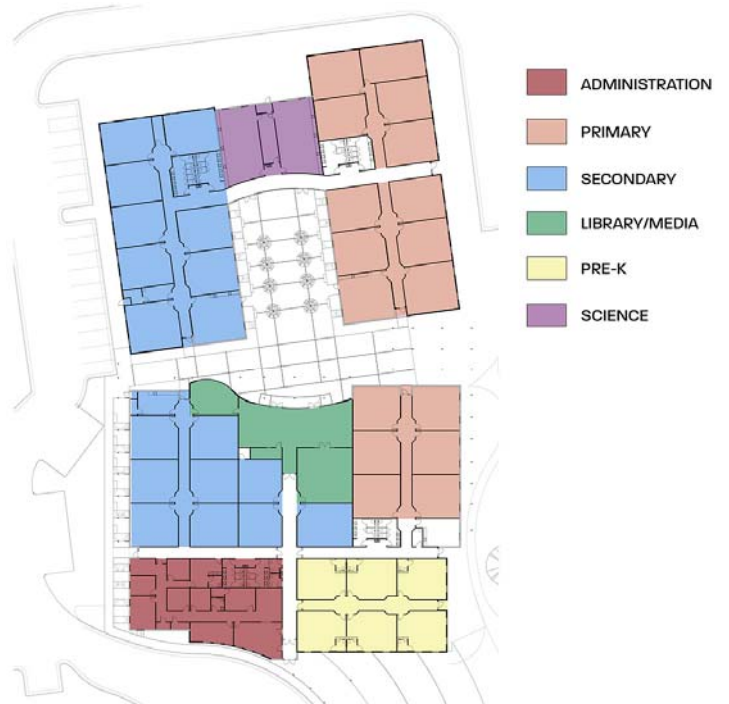 ADMINISTRATION
PRIMARY
SECONDARY
LIBRARY/MEDIA
PRE-K
SCIENCE